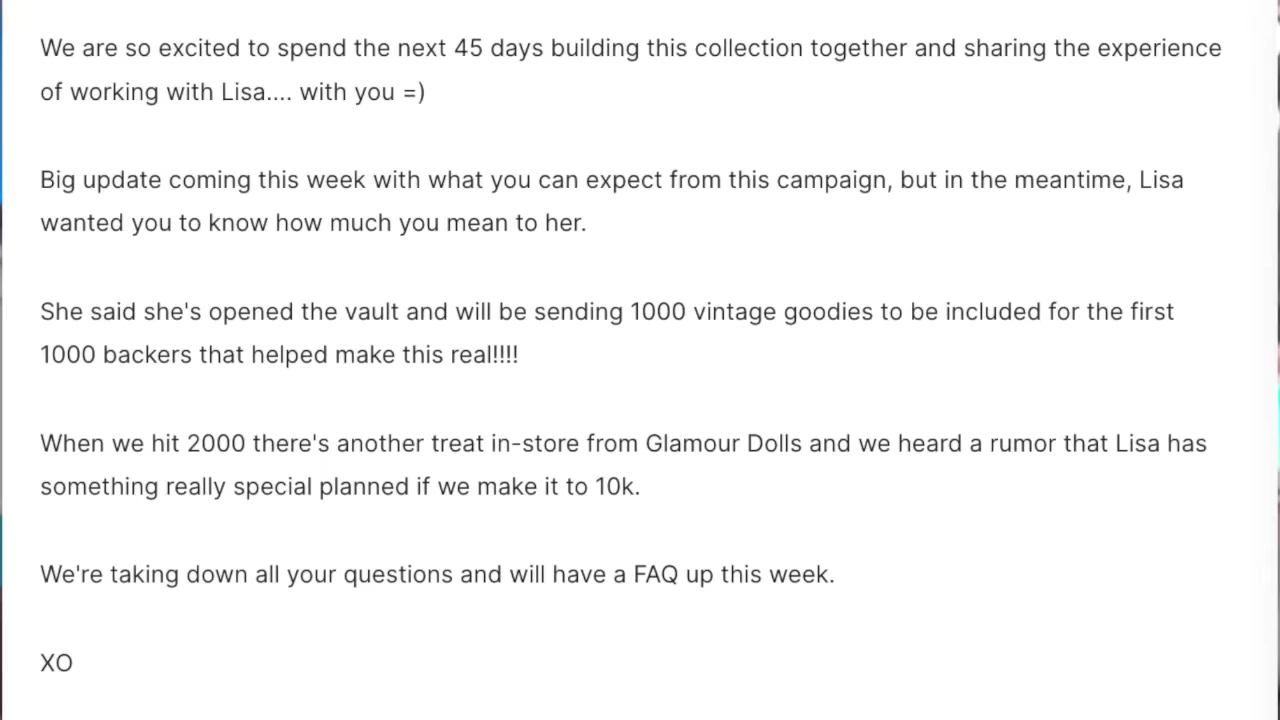 We are so excited to spend the next 45 days building this collection together and sharing the experience
of working with Lisa.... with you =)
Big update coming this week with what you can expect from this campaign, but in the meantime, Lisa
wanted you to know how much you mean to her.
She said she's opened the vault and will be sending 1000 vintage goodies to be included for the first
1000 backers that helped make this real!!!!
When we hit 2000 there's another treat in-store from Glamour Dolls and we heard a rumor that Lisa has
something really special planned if we make it to 10k.
We're taking down all your questions and will have a FAQ up this week.
XO